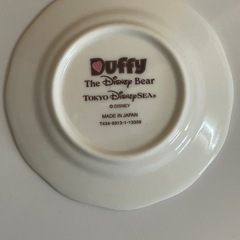 Duffy
The Disney Bear
TOKYO DisneySEA®
© DISNEY
MADE IN JAPAN